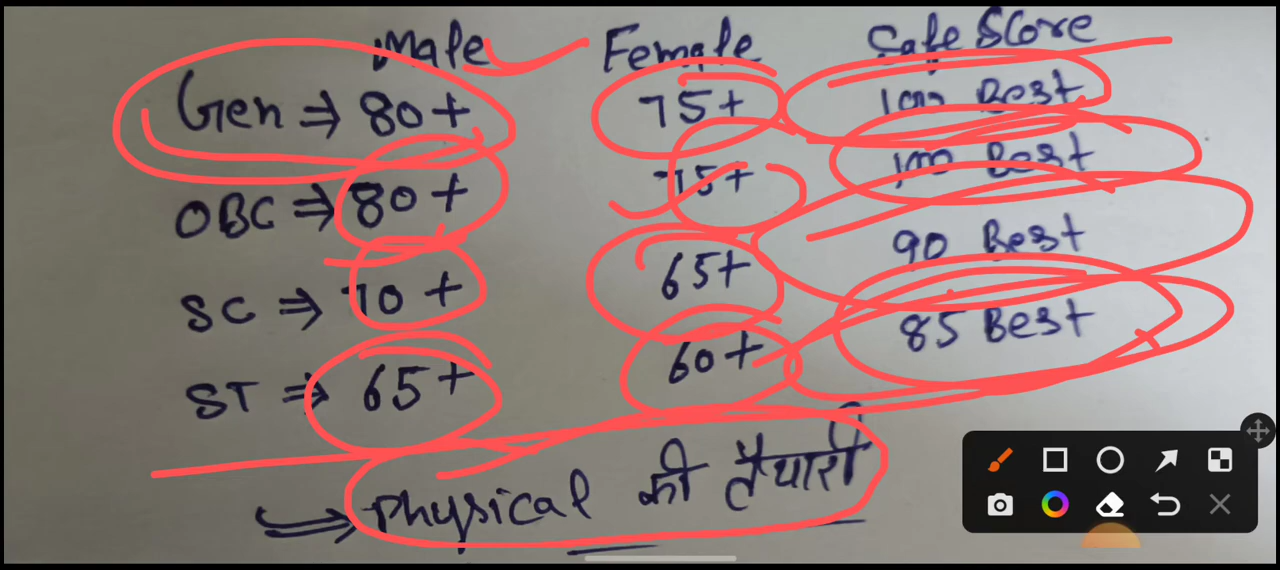 Male Female Safe Score
Gen ⇒ 80+ 75+ 100 Best
OBC ⇒ 80+ 75+ 100 Best
SC ⇒ 70+ 65+ 90 Best
ST ⇒ 65+ 60+ 85 Best
Physical की तैयारी